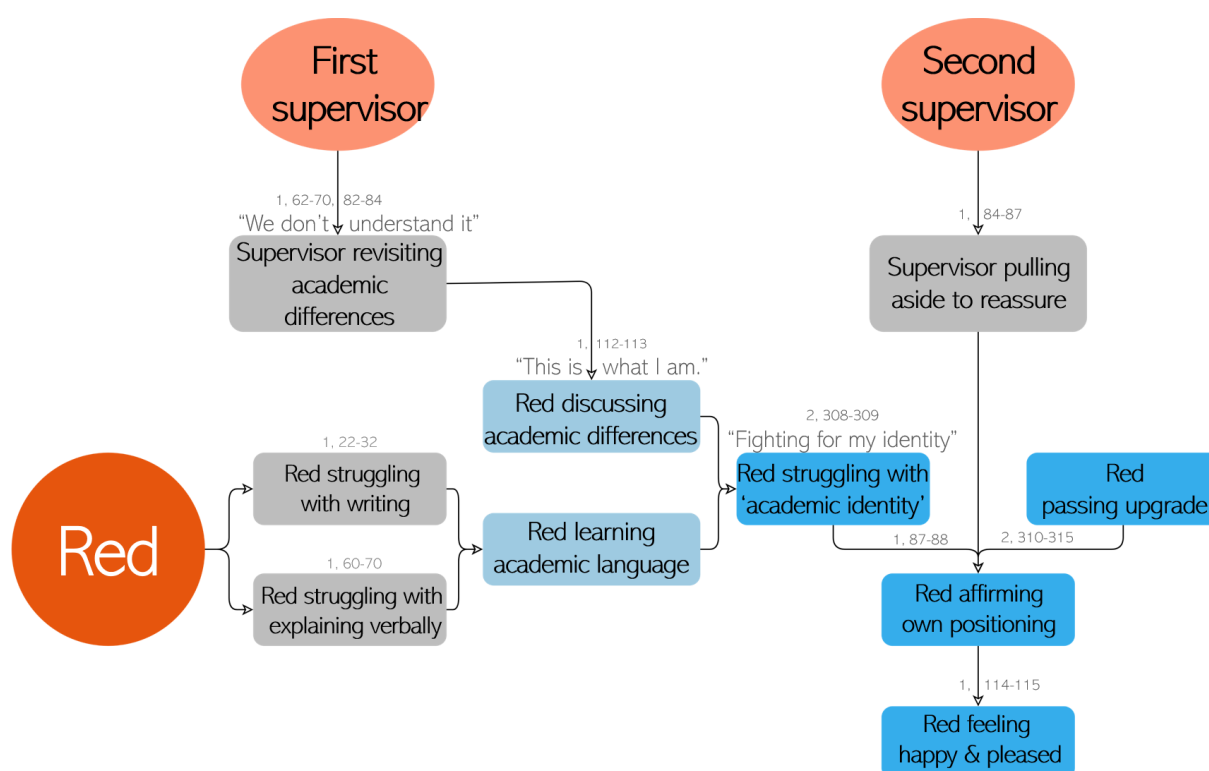 First
supervisor
Second
supervisor
1, 62-70, 82-84
“We don’t understand it”
Supervisor revisiting
academic
differences
1, 84-87
Supervisor pulling
aside to reassure
1, 112-113
“This is what I am.”
Red discussing
academic differences
2, 308-309
“Fighting for my identity”
Red struggling with
‘academic identity’
Red
passing upgrade
1, 22-32
Red struggling
with writing
Red
Red learning
academic language
1, 60-70
Red struggling with
explaining verbally
1, 87-88
2, 310-315
Red affirming
own positioning
1, 114-115
Red feeling
happy & pleased